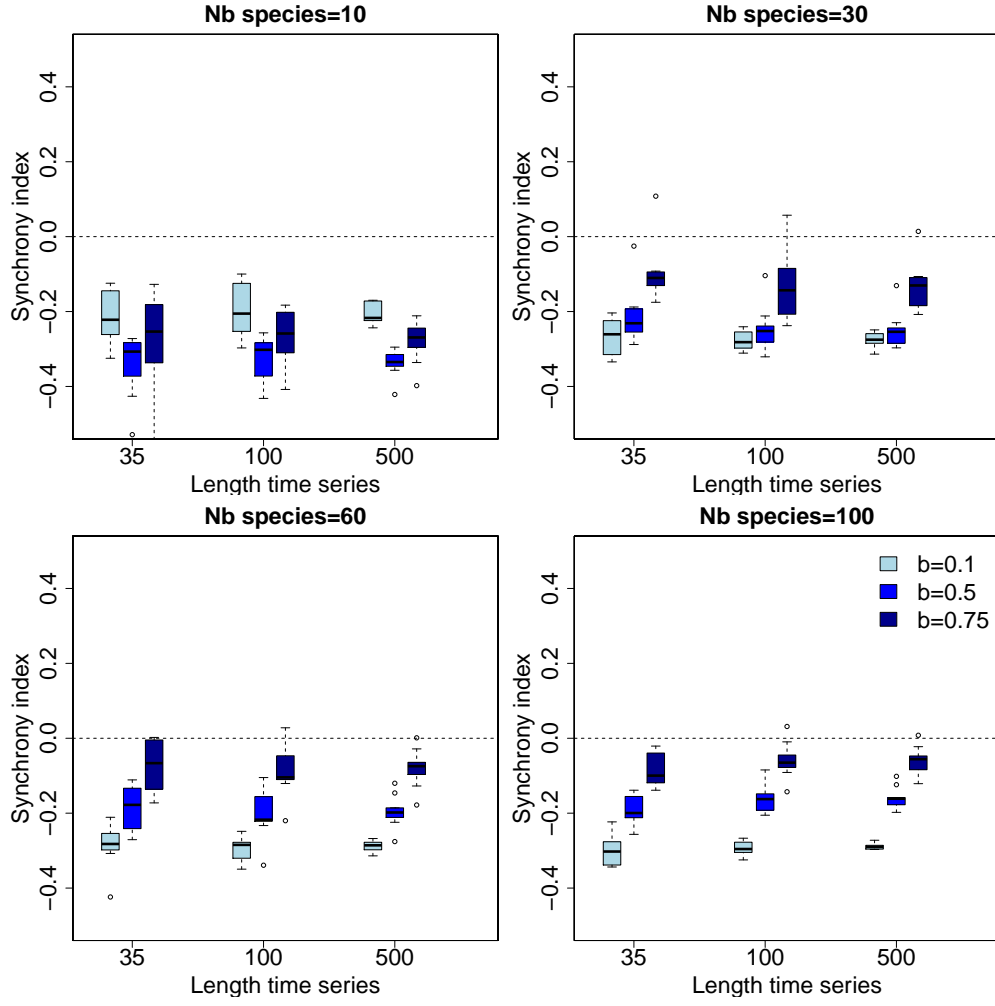 Nb species=10
Synchrony index
0.4
0.2
0.0
−0.2
−0.4
35 100 500
Length time series
Nb species=30
Synchrony index
0.4
0.2
0.0
−0.2
−0.4
35 100 500
Length time series
Nb species=60
Synchrony index
0.4
0.2
0.0
−0.2
−0.4
35 100 500
Length time series
Nb species=100
b=0.1
b=0.5
b=0.75
Synchrony index
0.4
0.2
0.0
−0.2
−0.4
35 100 500
Length time series